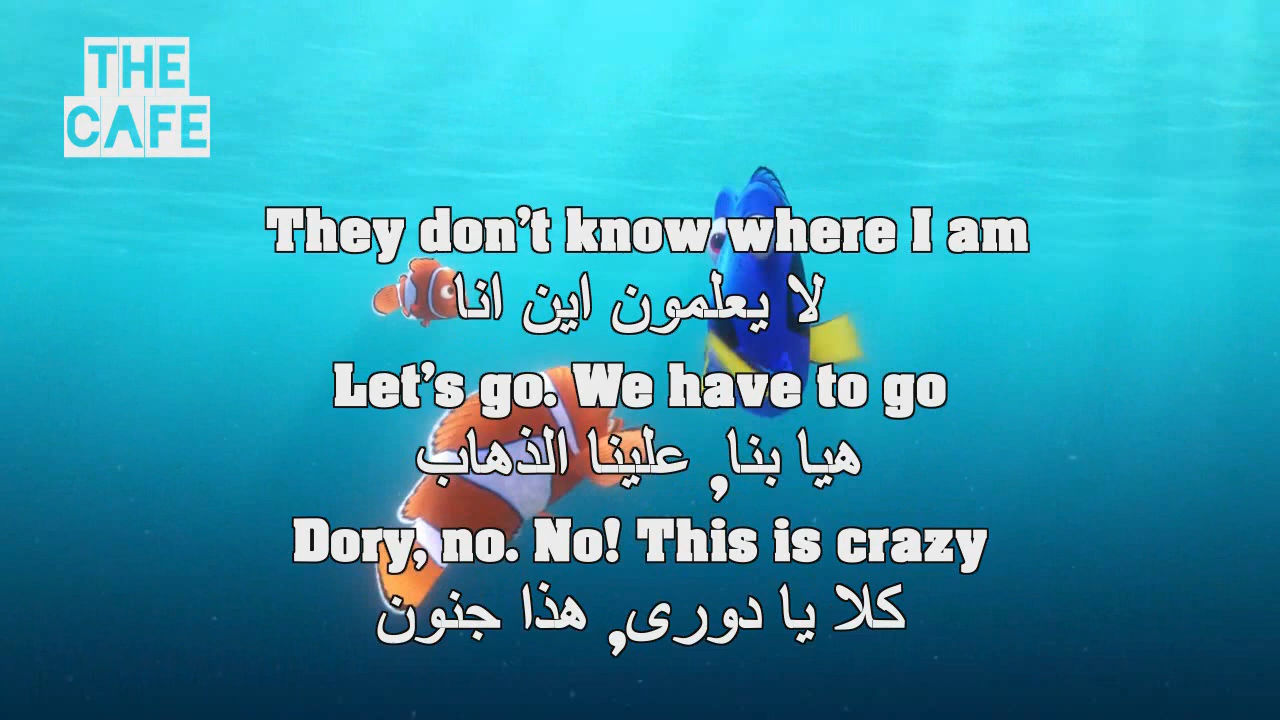 THE
CAFE
They don't know where I am
لا يعلمون اين انا
Let's go. We have to go
هيا بنا, علينا الذهاب
Dory, no. No! This is crazy
كلا يا دورى, هذا جنون